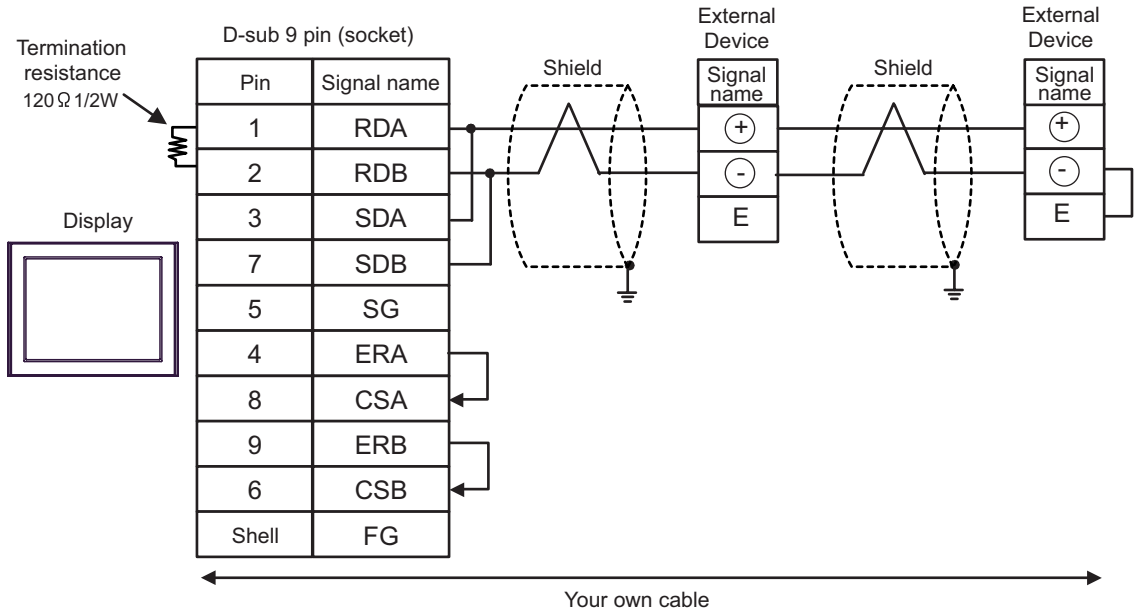 Termination
resistance
120Ω 1/2W
D-sub 9 pin (socket)
Pin Signal name
1 RDA
2 RDB
3 SDA
7 SDB
5 SG
4 ERA
8 CSA
9 ERB
6 CSB
Shell FG
Display
Shield
External
Device
Signal
name
+
-
E
Shield
External
Device
Signal
name
+
-
E
Your own cable